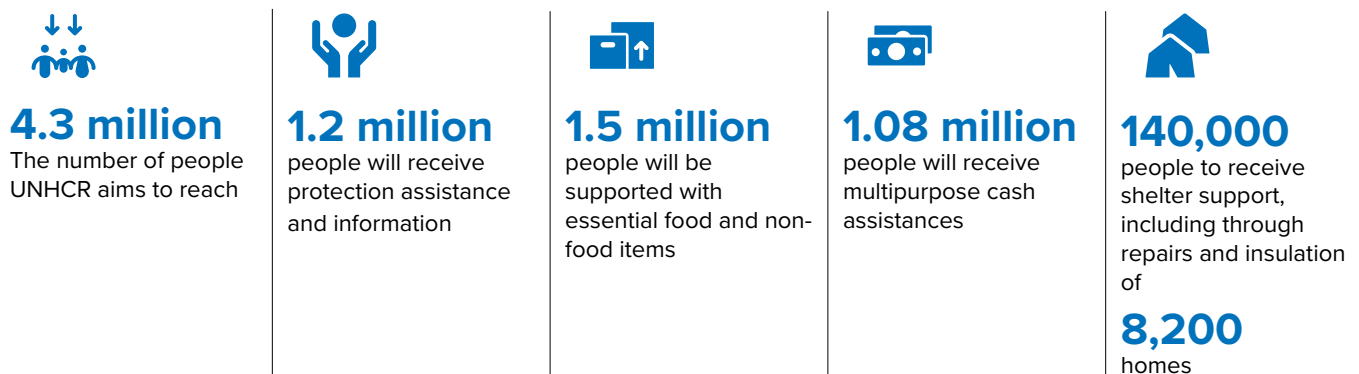 4.3 million
The number of people
UNHCR aims to reach
1.2 million
people will receive
protection assistance
and information
1.5 million
people will be
supported with
essential food and non-
food items
1.08 million
people will receive
multipurpose cash
assistances
140,000
people to receive
shelter support,
including through
repairs and insulation
of
8,200
homes